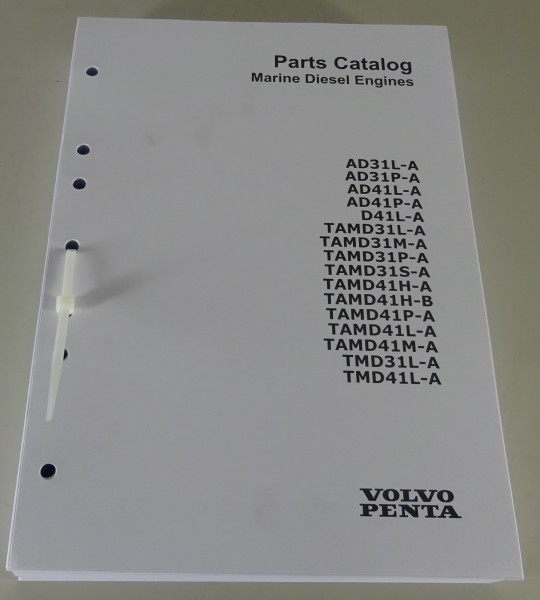 Parts Catalog
Marine Diesel Engines
AD31L-A
AD31P-A
AD41L-A
AD41P-A
D41L-A
TAMD31L-A
TAMD31M-A
TAMD31P-A
TAMD31S-A
TAMD41H-A
TAMD41H-B
TAMD41P-A
TAMD41L-A
TAMD41M-A
TMD31L-A
TMD41L-A
VOLVO
PENTA